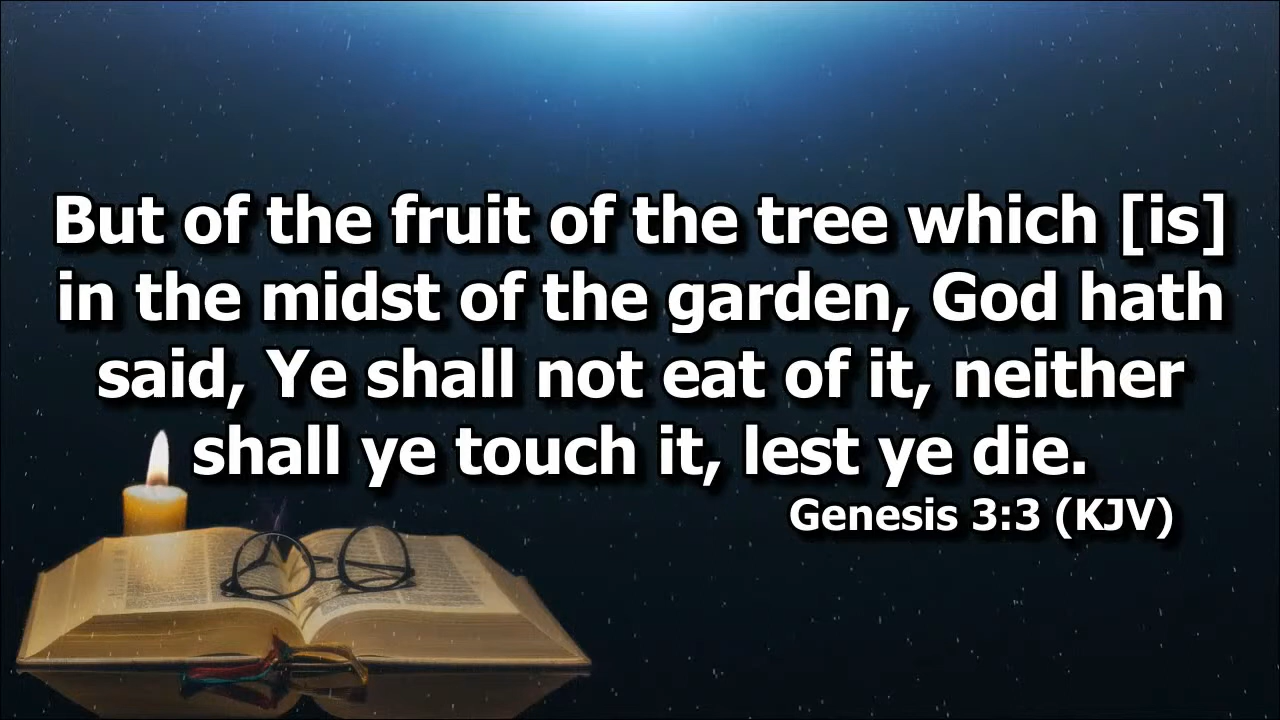 But of the fruit of the tree which [is]
in the midst of the garden, God hath
said, Ye shall not eat of it, neither
shall ye touch it, lest ye die.
Genesis 3:3 (KJV)